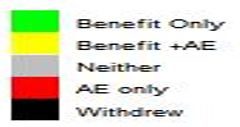 Benefit Only
Benefit +AE
Neither
AE only
Withdrew